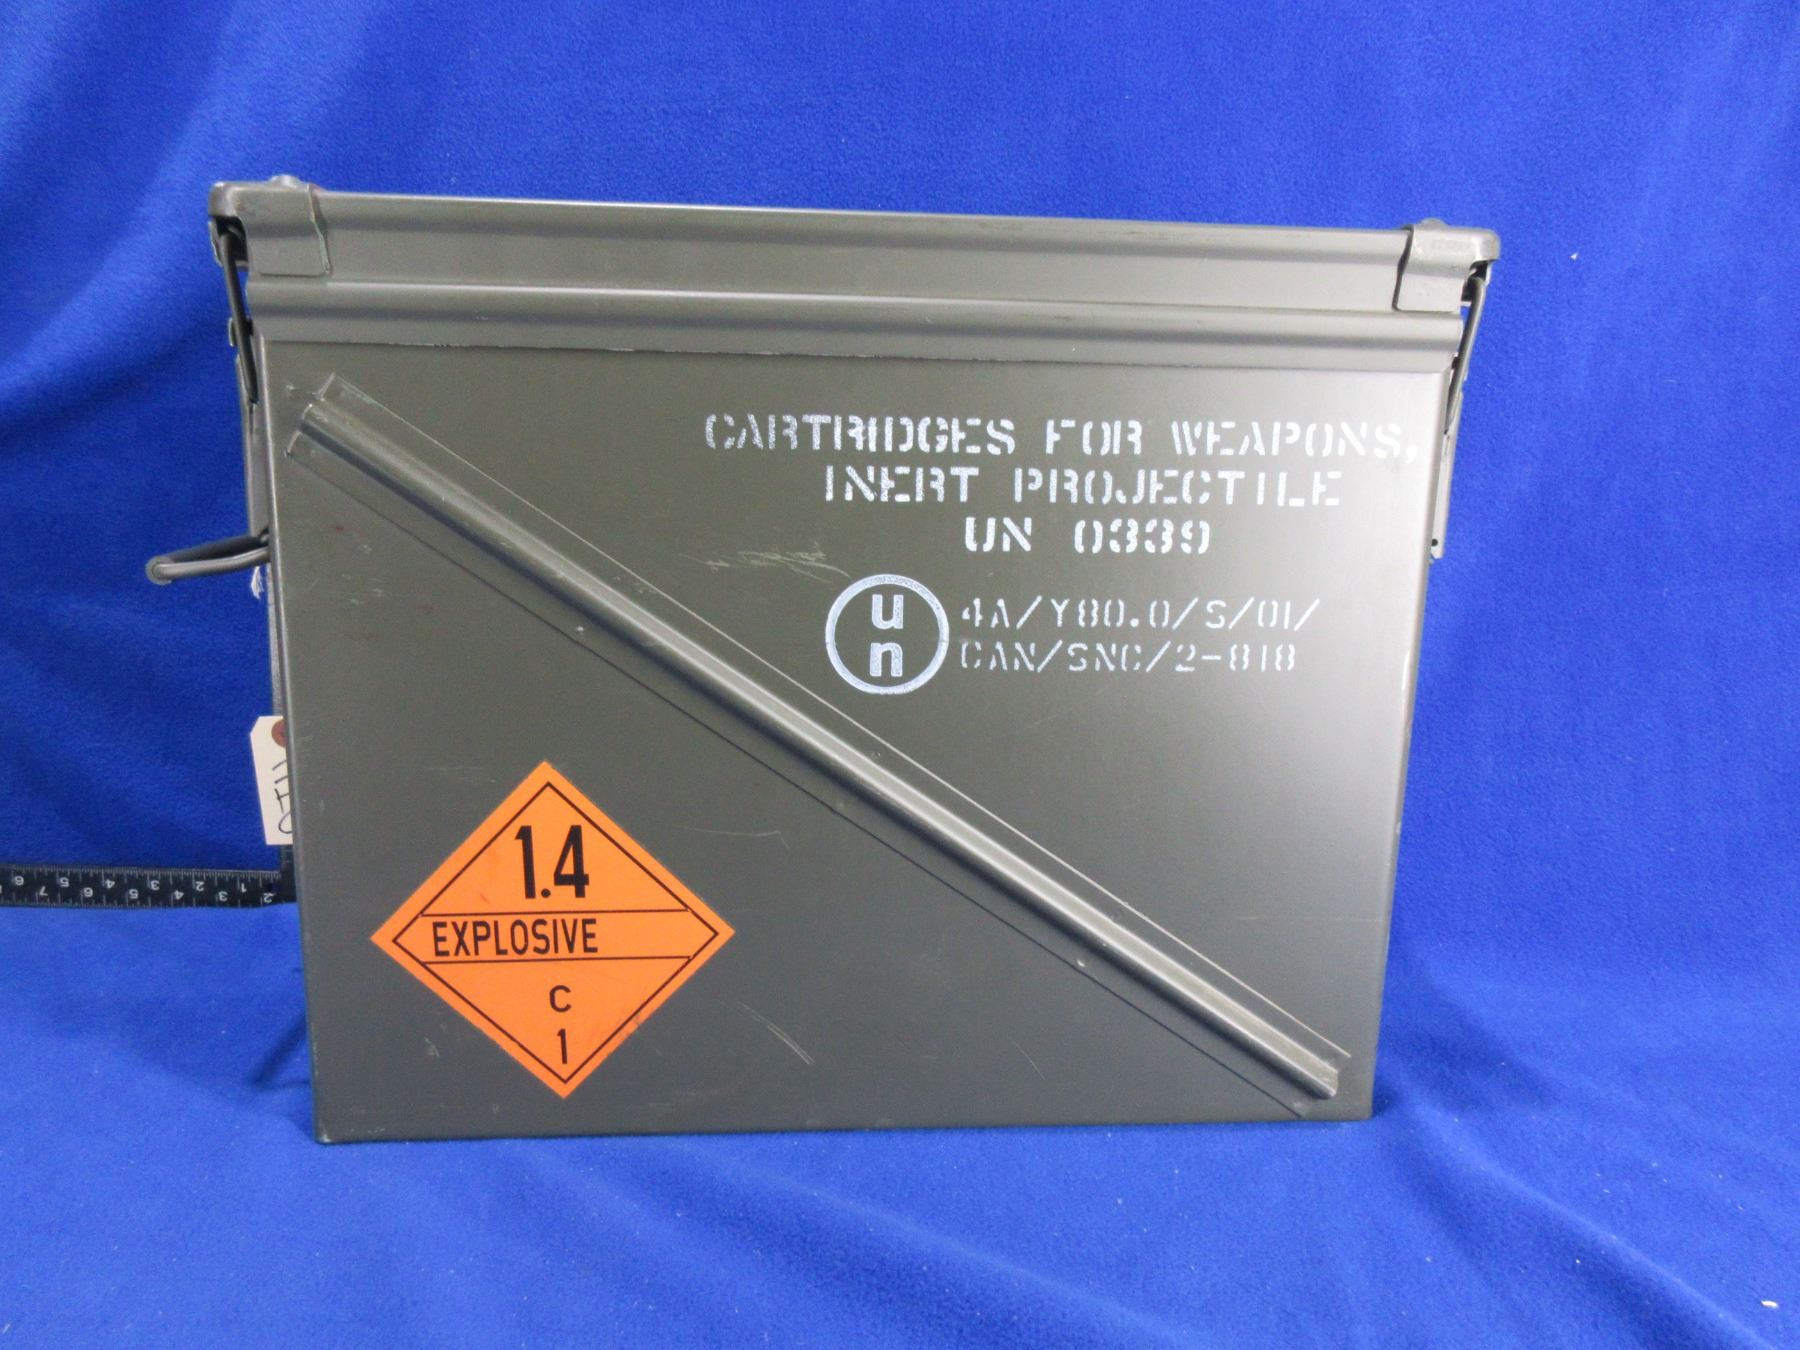 CARTRIDGES FOR WEAPONS,
INERT PROJECTILE
UN 0339
un
4A/Y80.0/S/01/
CAN/SNC/2-818
1.4
EXPLOSIVE
C
1